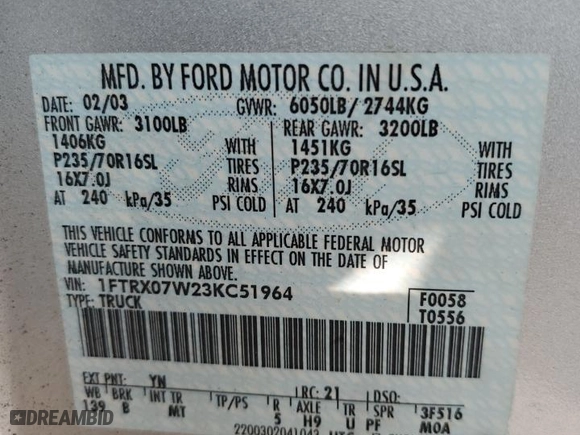 MFD. BY FORD MOTOR CO. IN U.S.A.
DATE: 02/03 GVWR: 6050LB/ 2744KG
FRONT GAWR: 3100LB REAR GAWR: 3200LB
1406KG WITH 1451KG WITH
P235/70R16SL TIRES P235/70R16SL TIRES
16X7.0J RIMS 16X7.0J RIMS
AT 240 kPa/35 PSI COLD AT 240 kPa/35 PSI COLD
THIS VEHICLE CONFORMS TO ALL APPLICABLE FEDERAL MOTOR
VEHICLE SAFETY STANDARDS IN EFFECT ON THE DATE OF
MANUFACTURE SHOWN ABOVE.
VIN: 1FTRX07W23KC51964 F0058
TYPE: TRUCK T0556
EXT PNT: YN RC: 21 DSO:
WB BRK INT TR TP/PS R AXLE TR SPR 3F516
139 B MT 5 H9 U PF MOA
2200302041043
DREAMBID